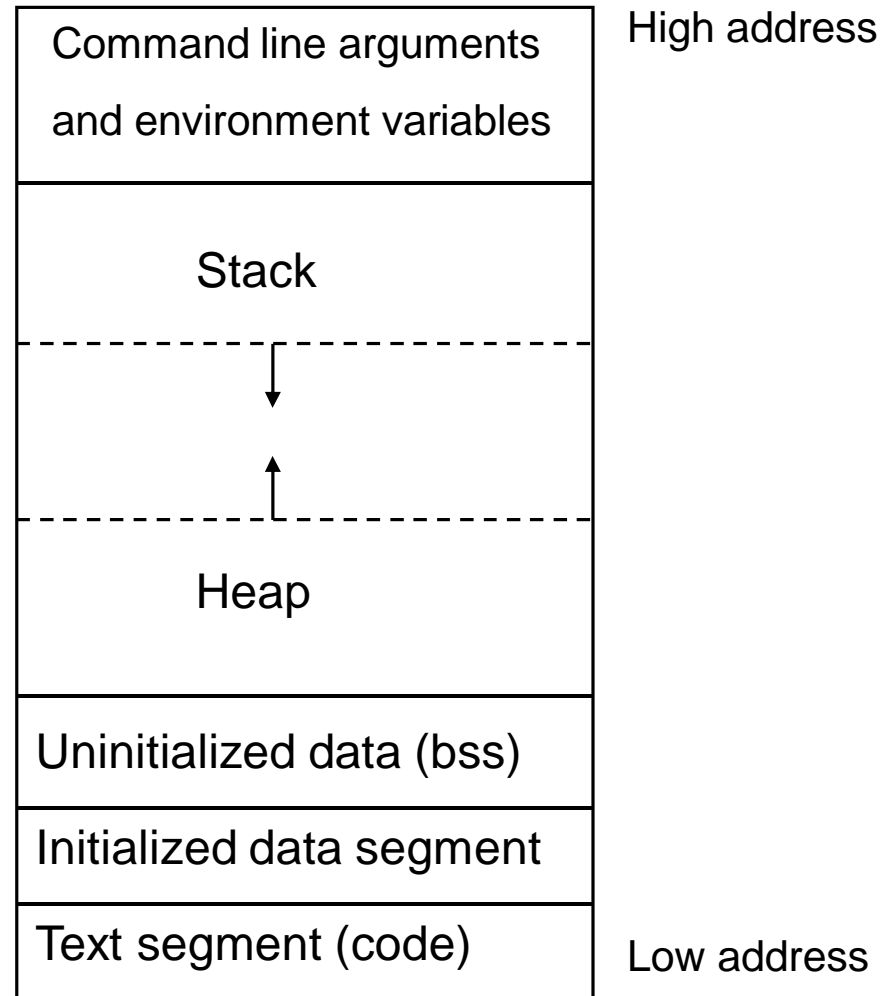 Command line arguments
and environment variables
High address
Stack
Heap
Uninitialized data (bss)
Initialized data segment
Text segment (code)
Low address